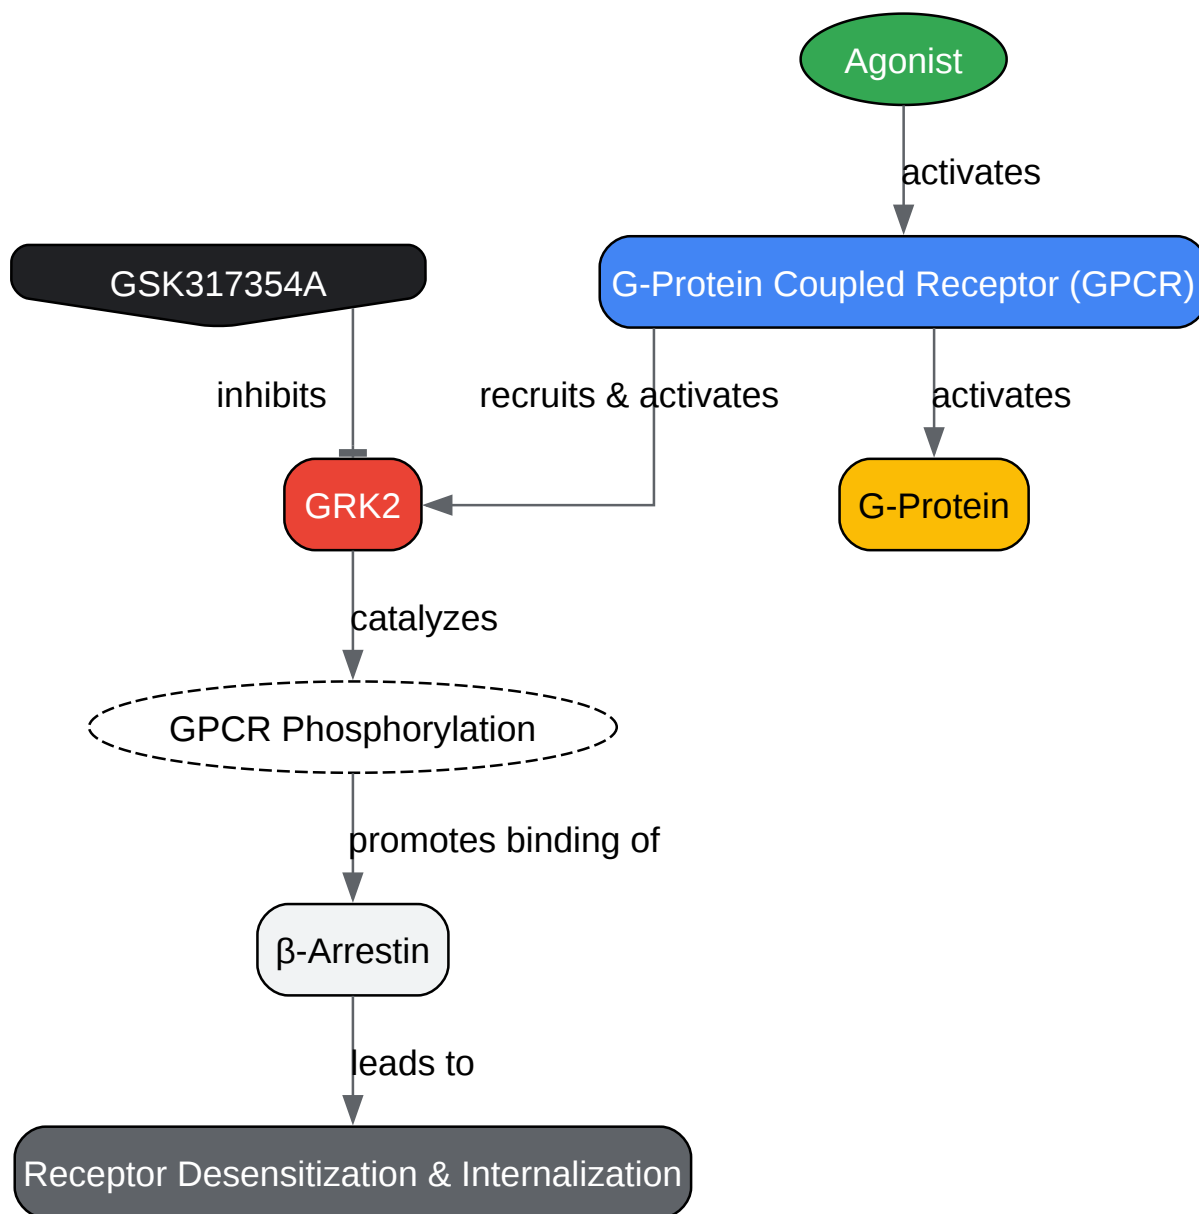 Agonist
activates
GSK317354A
G-Protein Coupled Receptor (GPCR)
inhibits
recruits & activates
activates
GRK2
G-Protein
catalyzes
GPCR Phosphorylation
promotes binding of
β-Arrestin
leads to
Receptor Desensitization & Internalization